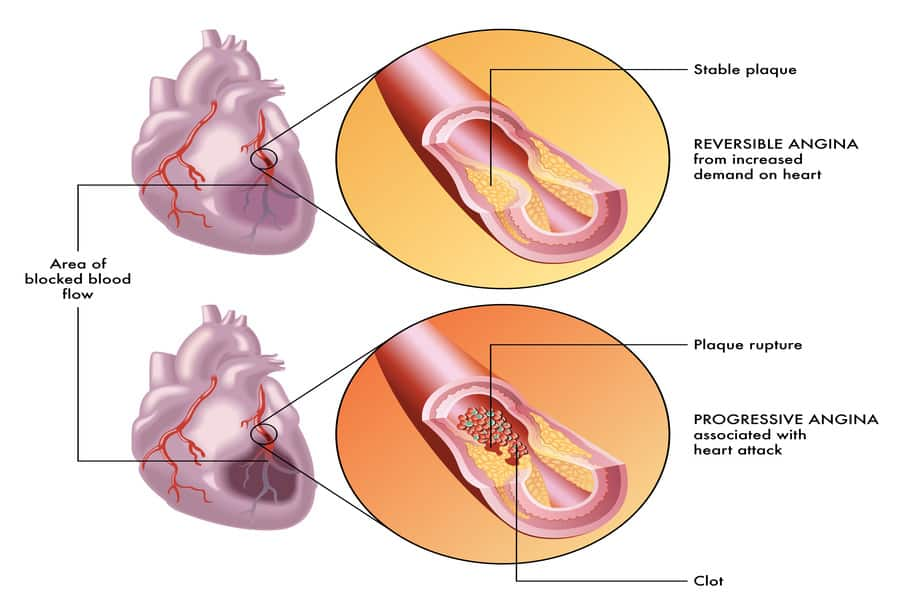 Stable plaque
REVERSIBLE ANGINA
from increased
demand on heart
Area of
blocked blood
flow
Plaque rupture
PROGRESSIVE ANGINA
associated with
heart attack
Clot